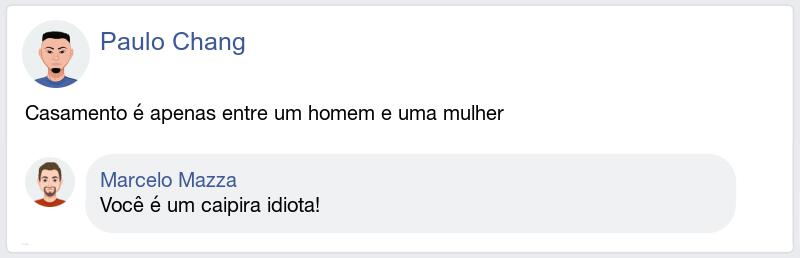 Paulo Chang
Casamento é apenas entre um homem e uma mulher
Marcelo Mazza
Você é um caipira idiota!